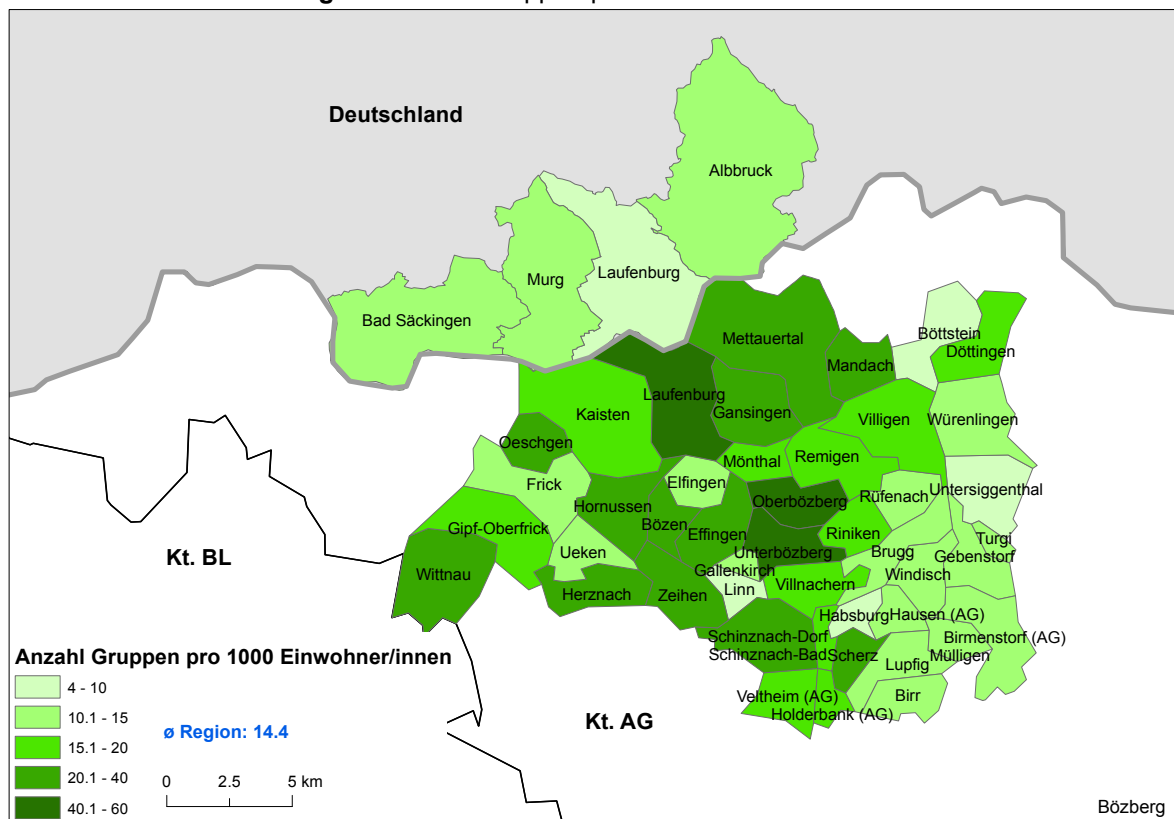 Deutschland
Albbruck
Laufenburg
Murg
Bad Säckingen
Böttstein
Mettauertal
Döttingen
Mandach
Laufenburg
Gansingen
Kaisten
Villigen
Würenlingen
Oeschgen
Mönthal
Remigen
Frick
Elfingen
Untersiggenthal
Oberbözberg
Rüfenach
Hornussen
Bözen
Gipf-Oberfrick
Effingen
Riniken
Turgi
Ueken
Unterbözberg
Brugg
Gebenstorf
Kt. BL
Gallenkirch
Windisch
Wittnau
Linn
Villnachern
Herznach
Zeihen
Habsburg
Hausen (AG)
Schinznach-Dorf
Birmenstorf (AG)
Schinznach-Bad
Scherz
Mülligen
Lupfig
Anzahl Gruppen pro 1000 Einwohner/innen
4 - 10
10.1 - 15
15.1 - 20
20.1 - 40
40.1 - 60
ø Region: 14.4
0 2.5 5 km
Veltheim (AG)
Birr
Holderbank (AG)
Kt. AG
Bözberg